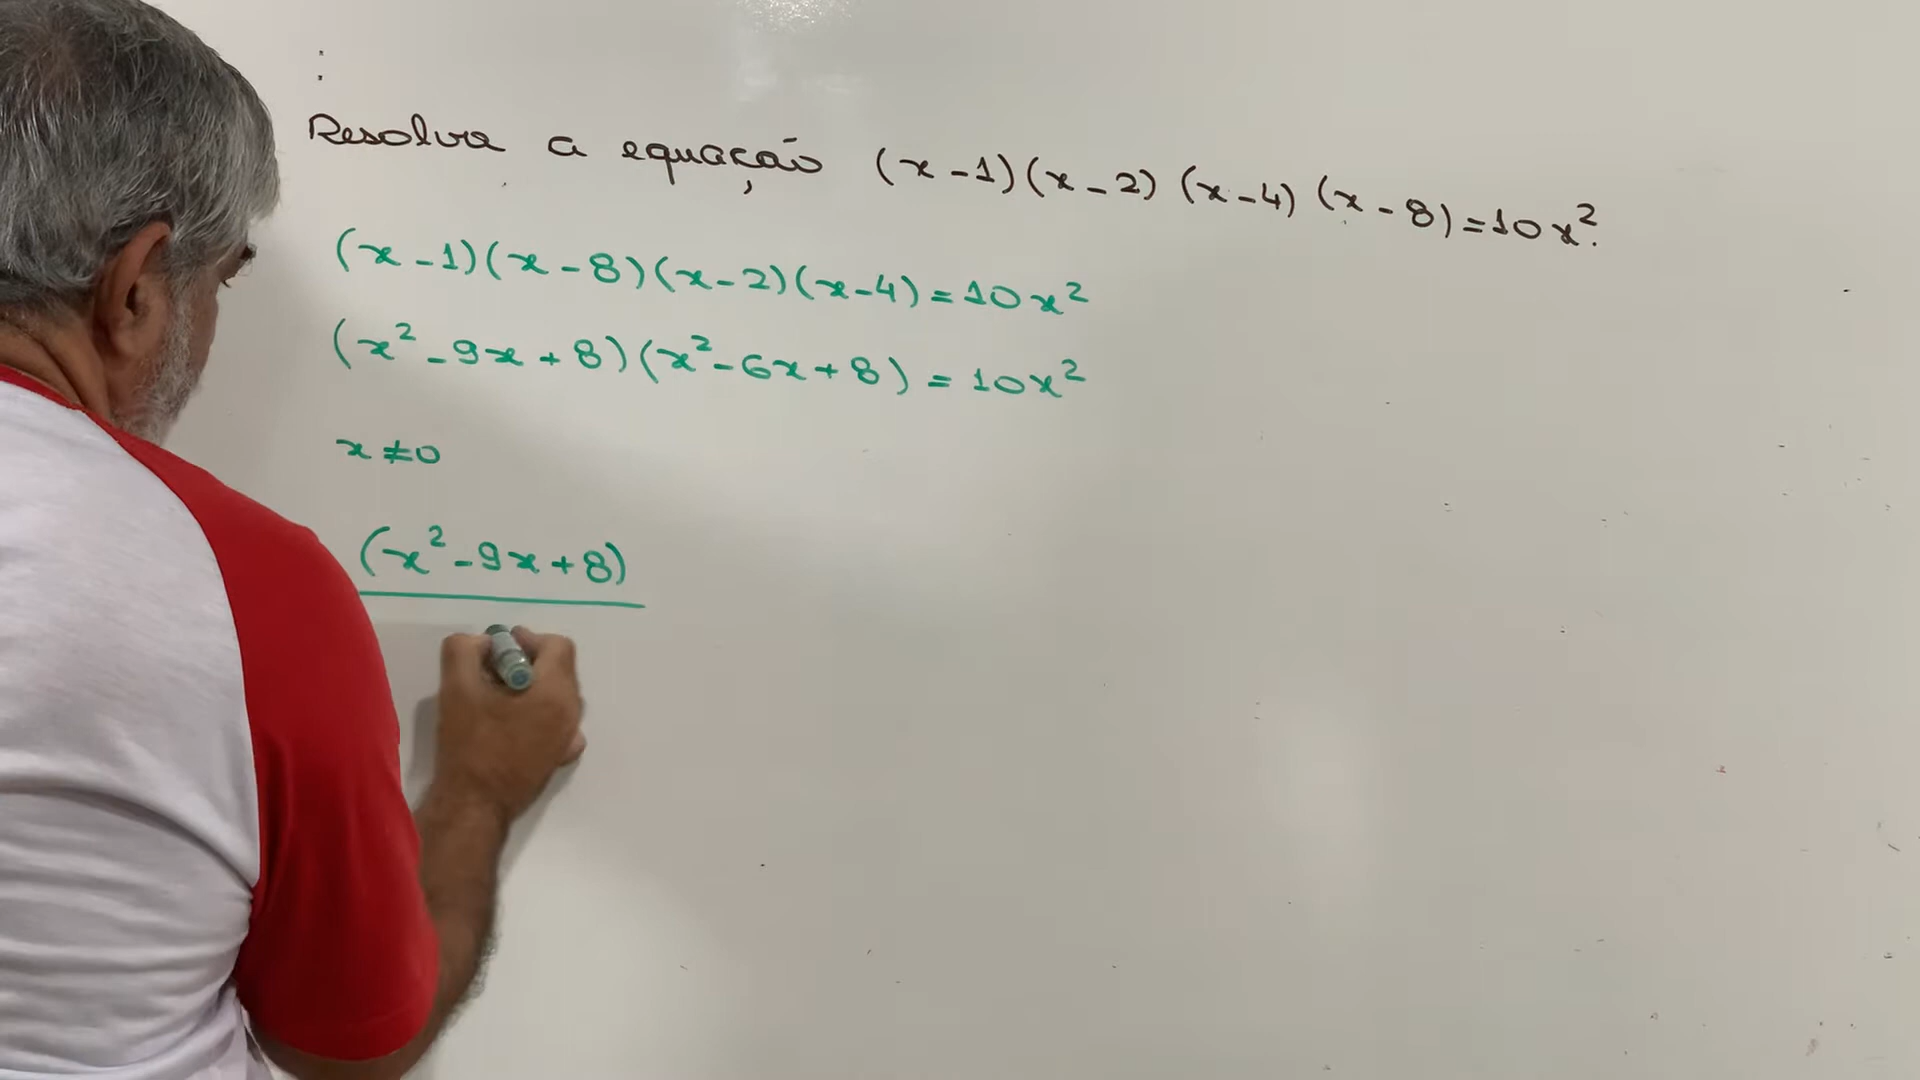 Resolva a equação (x-1)(x-2)(x-4)(x-8)=10x².
(x-1)(x-8)(x-2)(x-4)=10x²
(x²-9x+8)(x²-6x+8)=10x²
x≠0
(x²-9x+8)